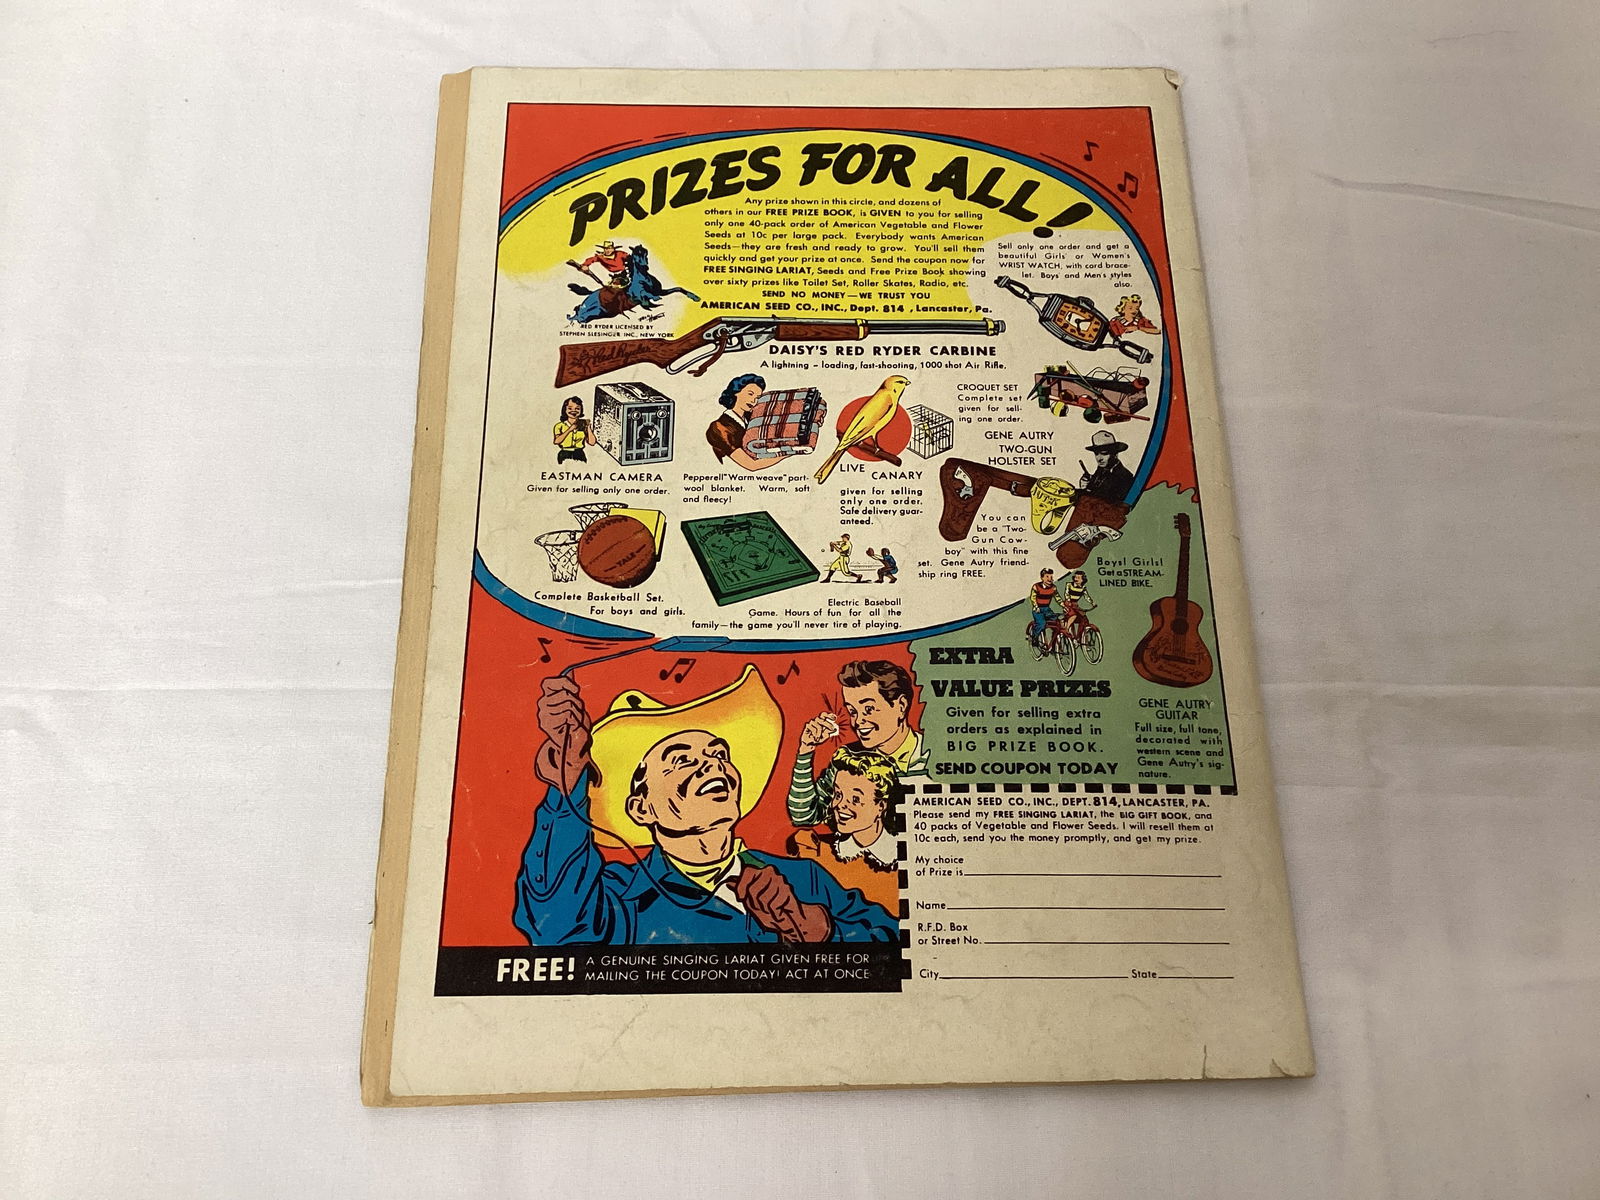 PRIZES FOR ALL!
Any prize shown in this circle, and dozens of
others in our FREE PRIZE BOOK, is GIVEN to you for selling
only one 40-pack order of American Vegetable and Flower
Seeds at 10c per large pack. Everybody wants American
Seeds—they are fresh and ready to grow. You'll sell them
quickly and get your prize at once. Send the coupon now for
FREE SINGING LARIAT, Seeds and Free Prize Book showing
over sixty prizes like Toilet Set, Roller Skates, Radio, etc.
SEND NO MONEY—WE TRUST YOU
AMERICAN SEED CO., INC., Dept. 814, Lancaster, Pa.
Sell only one order and get a
beautiful Girls' or Women's
WRIST WATCH, with cord brace-
let. Boys' and Men's styles
also.
RED RYDER LICENSED BY
STEPHEN SLESINGER INC., NEW YORK
Red Ryder
DAISY'S RED RYDER CARBINE
A lightning - loading, fast-shooting, 1000 shot Air Rifle.
CROQUET SET
Complete set
given for sell-
ing one order.
GENE AUTRY
TWO-GUN
HOLSTER SET
EASTMAN CAMERA
Given for selling only one order.
Pepperell "Warmweave" part-
wool blanket. Warm, soft
and fleecy!
LIVE
CANARY
given for selling
only one order.
Safe delivery guar-
anteed.
You can
be a "Two-
Gun Cow-
boy" with this fine
set. Gene Autry friend-
ship ring FREE.
YALE
Complete Basketball Set.
For boys and girls.
Electric Baseball
Game. Hours of fun for all the
family—the game you'll never tire of playing.
Boys! Girls!
Get a STREAM-
LINED BIKE.
EXTRA
VALUE PRIZES
Given for selling extra
orders as explained in
BIG PRIZE BOOK.
SEND COUPON TODAY
GENE AUTRY
GUITAR
Full size, full tone,
decorated with
western scene and
Gene Autry's sig-
nature.
AMERICAN SEED CO., INC., DEPT. 814, LANCASTER, PA.
Please send my FREE SINGING LARIAT, the BIG GIFT BOOK, and
40 packs of Vegetable and Flower Seeds. I will resell them at
10c each, send you the money promptly, and get my prize.
My choice
of Prize is
Name
R.F.D. Box
or Street No.
City State
FREE! A GENUINE SINGING LARIAT GIVEN FREE FOR
MAILING THE COUPON TODAY! ACT AT ONCE